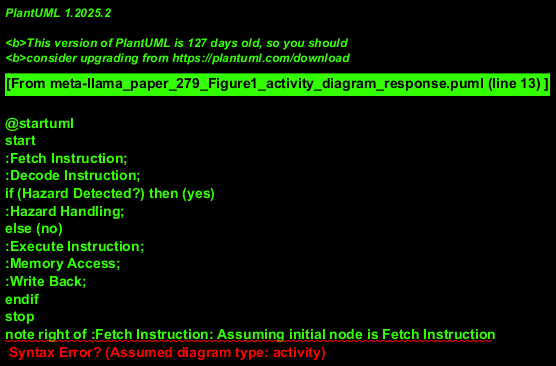 PlantUML 1.2025.2
<b>This version of PlantUML is 127 days old, so you should
<b>consider upgrading from https://plantuml.com/download
[From meta-llama_paper_279_Figure1_activity_diagram_response.puml (line 13) ]
@startuml
start
:Fetch Instruction;
:Decode Instruction;
if (Hazard Detected?) then (yes)
:Hazard Handling;
else (no)
:Execute Instruction;
:Memory Access;
:Write Back;
endif
stop
note right of :Fetch Instruction: Assuming initial node is Fetch Instruction
Syntax Error? (Assumed diagram type: activity)